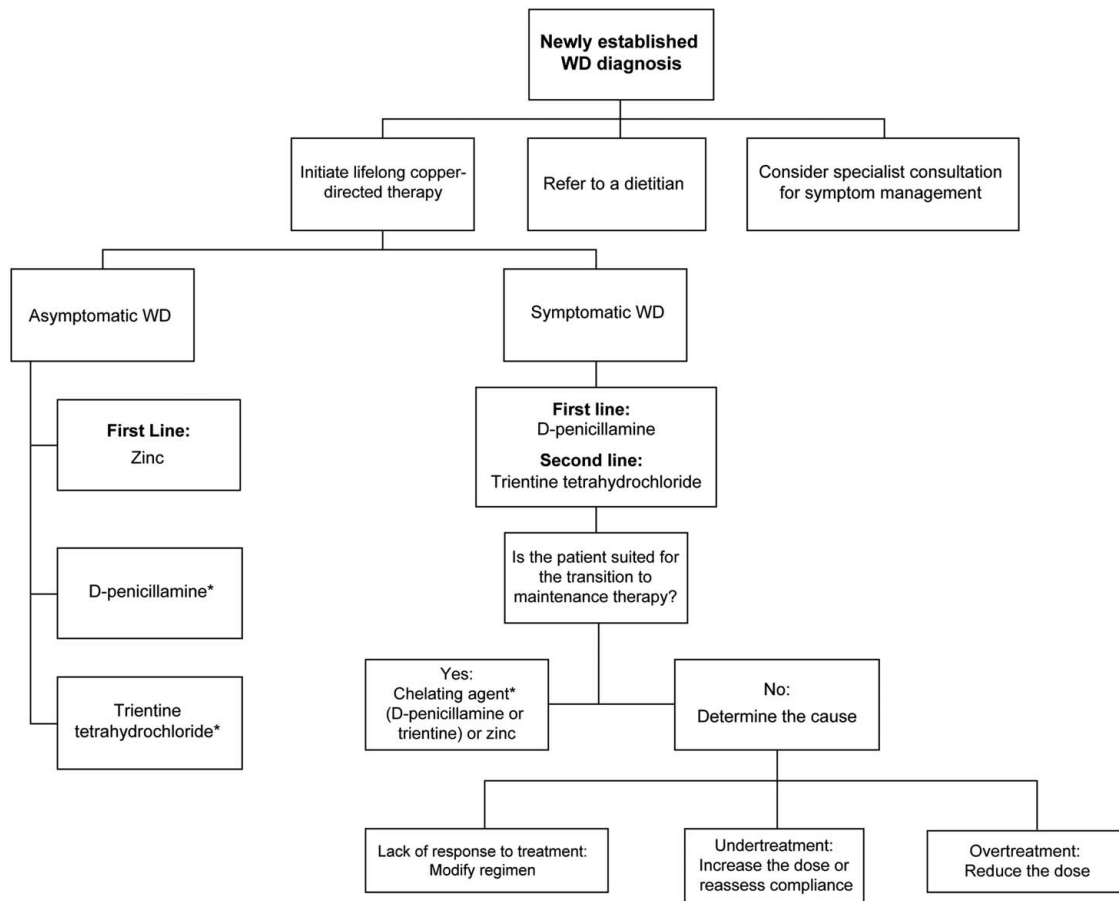 Newly established
WD diagnosis
Initiate lifelong copper-
directed therapy
Refer to a dietitian
Consider specialist consultation
for symptom management
Asymptomatic WD
Symptomatic WD
First Line:
Zinc
D-penicillamine*
Trientine
tetrahydrochloride*
First line:
D-penicillamine
Second line:
Trientine tetrahydrochloride
Is the patient suited for
the transition to
maintenance therapy?
Yes:
Chelating agent*
(D-penicillamine or
trientine) or zinc
No:
Determine the cause
Lack of response to treatment:
Modify regimen
Undertreatment:
Increase the dose or
reassess compliance
Overtreatment:
Reduce the dose